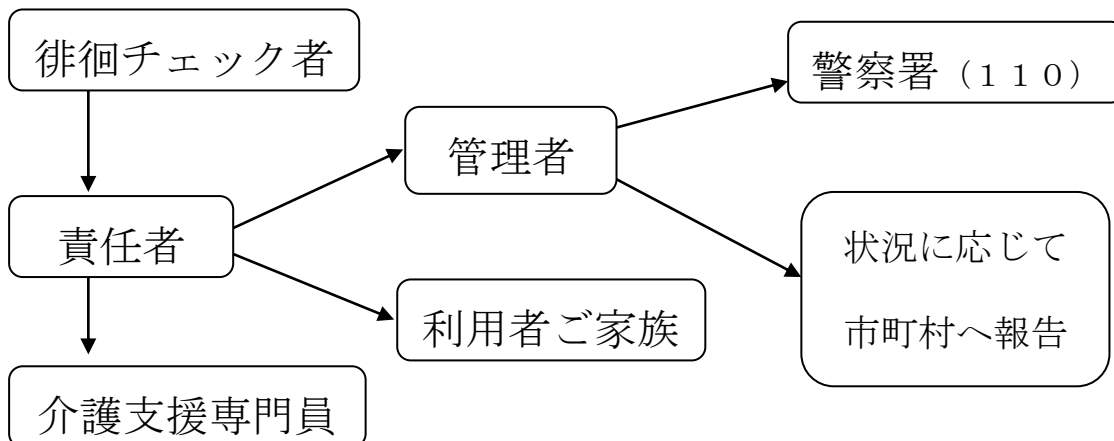 徘徊チェック者
警察署（１１０）
管理者
責任者
状況に応じて
市町村へ報告
利用者ご家族
介護支援専門員